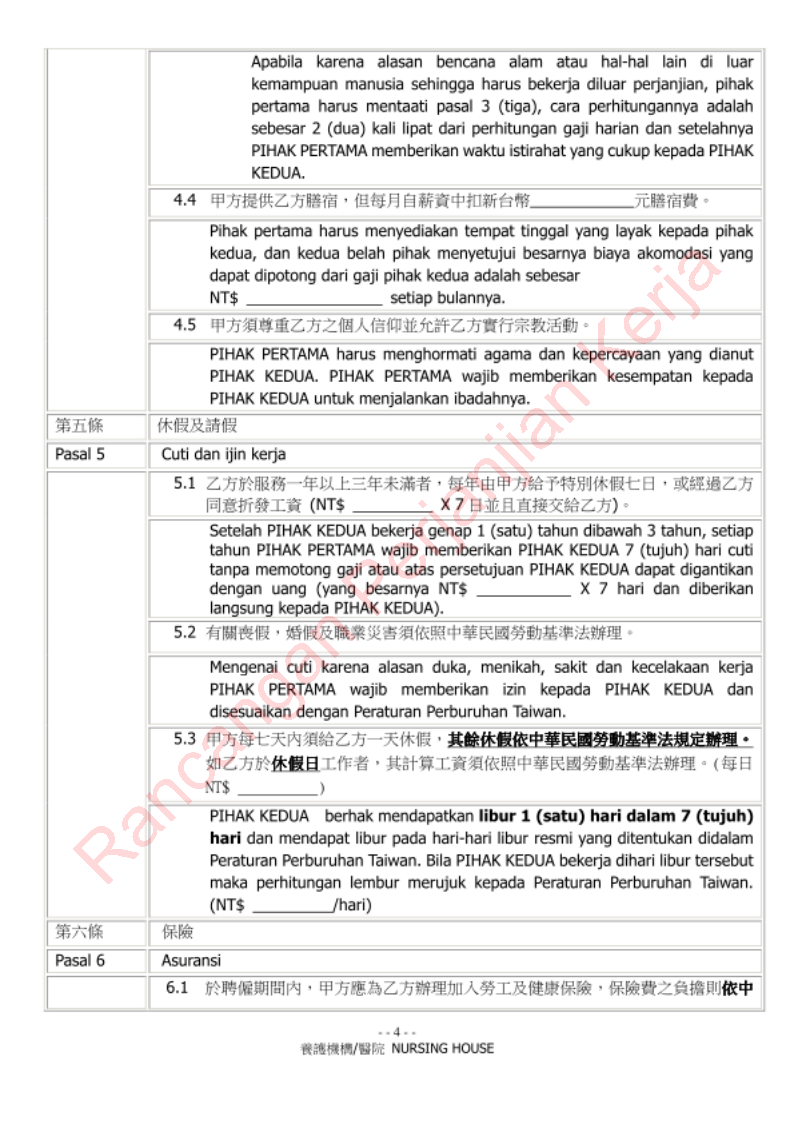 Apabila karena alasan bencana alam atau hal-hal lain di luar
kemampuan manusia sehingga harus bekerja diluar perjanjian, pihak
pertama harus mentaati pasal 3 (tiga), cara perhitungannya adalah
sebesar 2 (dua) kali lipat dari perhitungan gaji harian dan setelahnya
PIHAK PERTAMA memberikan waktu istirahat yang cukup kepada PIHAK
KEDUA.
4.4 甲方提供乙方膳宿，但每月自薪資中扣新台幣_____________元膳宿費。
Pihak pertama harus menyediakan tempat tinggal yang layak kepada pihak
kedua, dan kedua belah pihak menyetujui besarnya biaya akomodasi yang
dapat dipotong dari gaji pihak kedua adalah sebesar
NT$ _________________ setiap bulannya.
4.5 甲方須尊重乙方之個人信仰並允許乙方實行宗教活動。
PIHAK PERTAMA harus menghormati agama dan kepercayaan yang dianut
PIHAK KEDUA. PIHAK PERTAMA wajib memberikan kesempatan kepada
PIHAK KEDUA untuk menjalankan ibadahnya.
第五條 休假及請假
Pasal 5 Cuti dan ijin kerja
5.1 乙方於服務一年以上三年未滿者，每年由甲方給予特別休假七日，或經過乙方
同意折發工資 (NT$ __________ X 7 日並且直接交給乙方)。
Setelah PIHAK KEDUA bekerja genap 1 (satu) tahun dibawah 3 tahun, setiap
tahun PIHAK PERTAMA wajib memberikan PIHAK KEDUA 7 (tujuh) hari cuti
tanpa memotong gaji atau atas persetujuan PIHAK KEDUA dapat digantikan
dengan uang (yang besarnya NT$ ____________ X 7 hari dan diberikan
langsung kepada PIHAK KEDUA).
5.2 有關喪假，婚假及職業災害須依照中華民國勞動基準法辦理。
Mengenai cuti karena alasan duka, menikah, sakit dan kecelakaan kerja
PIHAK PERTAMA wajib memberikan izin kepada PIHAK KEDUA dan
disesuaikan dengan Peraturan Perburuhan Taiwan.
5.3 甲方每七天內須給乙方一天休假，其餘休假依中華民國勞動基準法規定辦理。
如乙方於休假日工作者，其計算工資須依照中華民國勞動基準法辦理。(每日
NT$ __________)
PIHAK KEDUA berhak mendapatkan libur 1 (satu) hari dalam 7 (tujuh)
hari dan mendapat libur pada hari-hari libur resmi yang ditentukan didalam
Peraturan Perburuhan Taiwan. Bila PIHAK KEDUA bekerja dihari libur tersebut
maka perhitungan lembur merujuk kepada Peraturan Perburuhan Taiwan.
(NT$ __________/hari)
第六條 保險
Pasal 6 Asuransi
6.1 於聘僱期間內，甲方應為乙方辦理加入勞工及健康保險，保險費之負擔則依中
- - 4 - -
養護機構/醫院 NURSING HOUSE
Rancangan Perjanjian Kerja